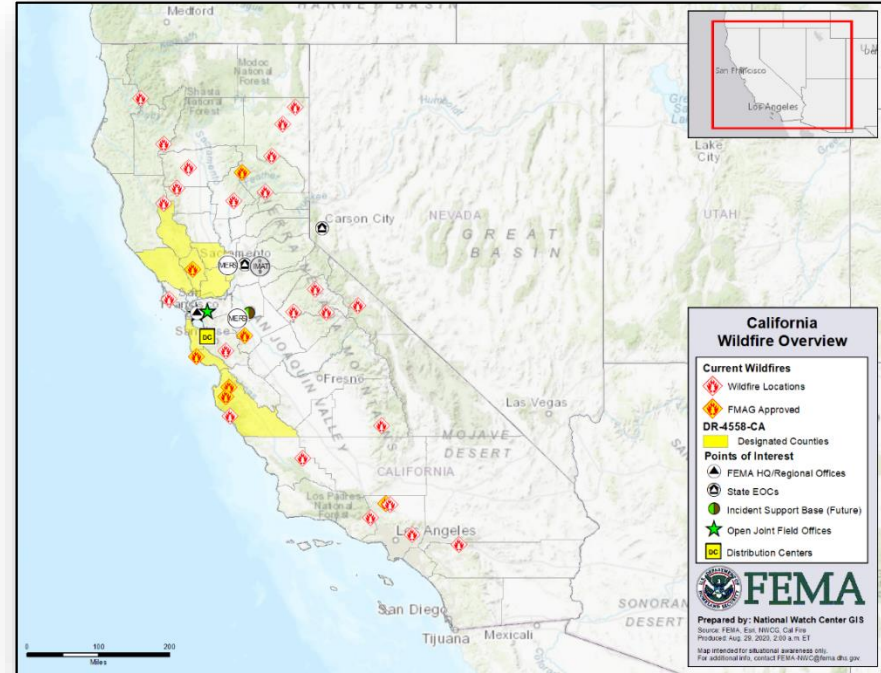 HARNEY BASIN
Medford
Modoc
National
Forest
Shasta
National
Forest
Humboldt
Lake
City
Carson City
NEVADA
UTAH
GREAT
BASIN
Sacramento
MERS
IMAT
MERS
DC
SAN JOAQUIN VALLEY
Fresno
Las Vegas
MOJAVE
DESERT
CALIFORNIA
Los Padres
National
Forest
Los Angeles
San Diego
Tijuana
Mexicali
SONORAN
DESERT
0 100 200
Miles
San Francisco
Los Angeles
California
Wildfire Overview
Current Wildfires
Wildfire Locations
FMAG Approved
DR-4558-CA
Designated Counties
Points of Interest
FEMA HQ/Regional Offices
State EOCs
Incident Support Base (Future)
Open Joint Field Offices
DC Distribution Centers
FEMA
Prepared by: National Watch Center GIS
Source: FEMA, Esri, NWCG, Cal Fire
Produced: Aug. 29, 2020, 2:00 a.m. ET
Map intended for situational awareness only.
For additional info, contact FEMA-NWC@fema.dhs.gov